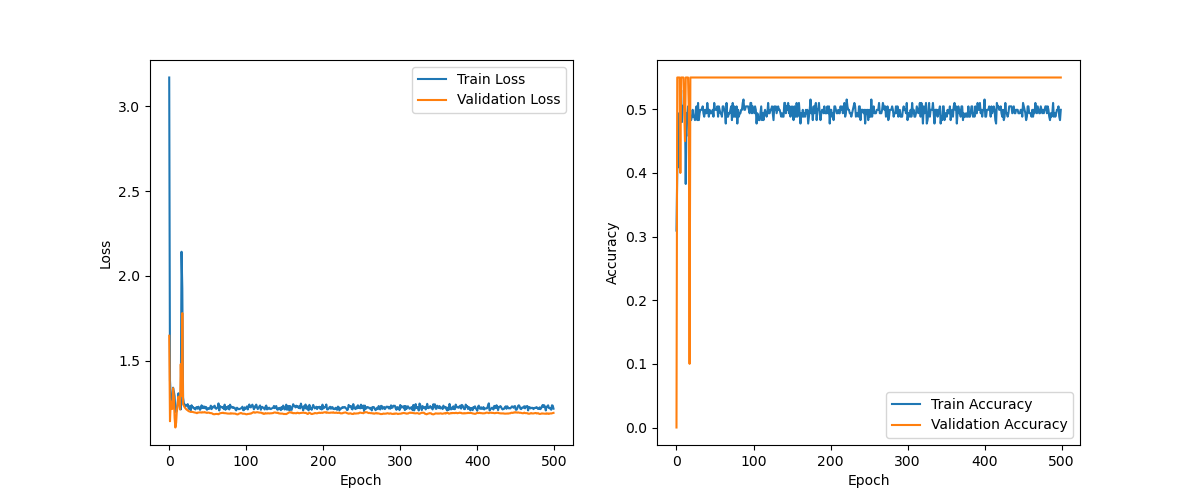 Train Loss
Validation Loss
3.0
2.5
2.0
1.5
0
100
200
300
400
500
Epoch
Loss
Train Accuracy
Validation Accuracy
0.5
0.4
0.3
0.2
0.1
0.0
0
100
200
300
400
500
Epoch
Accuracy